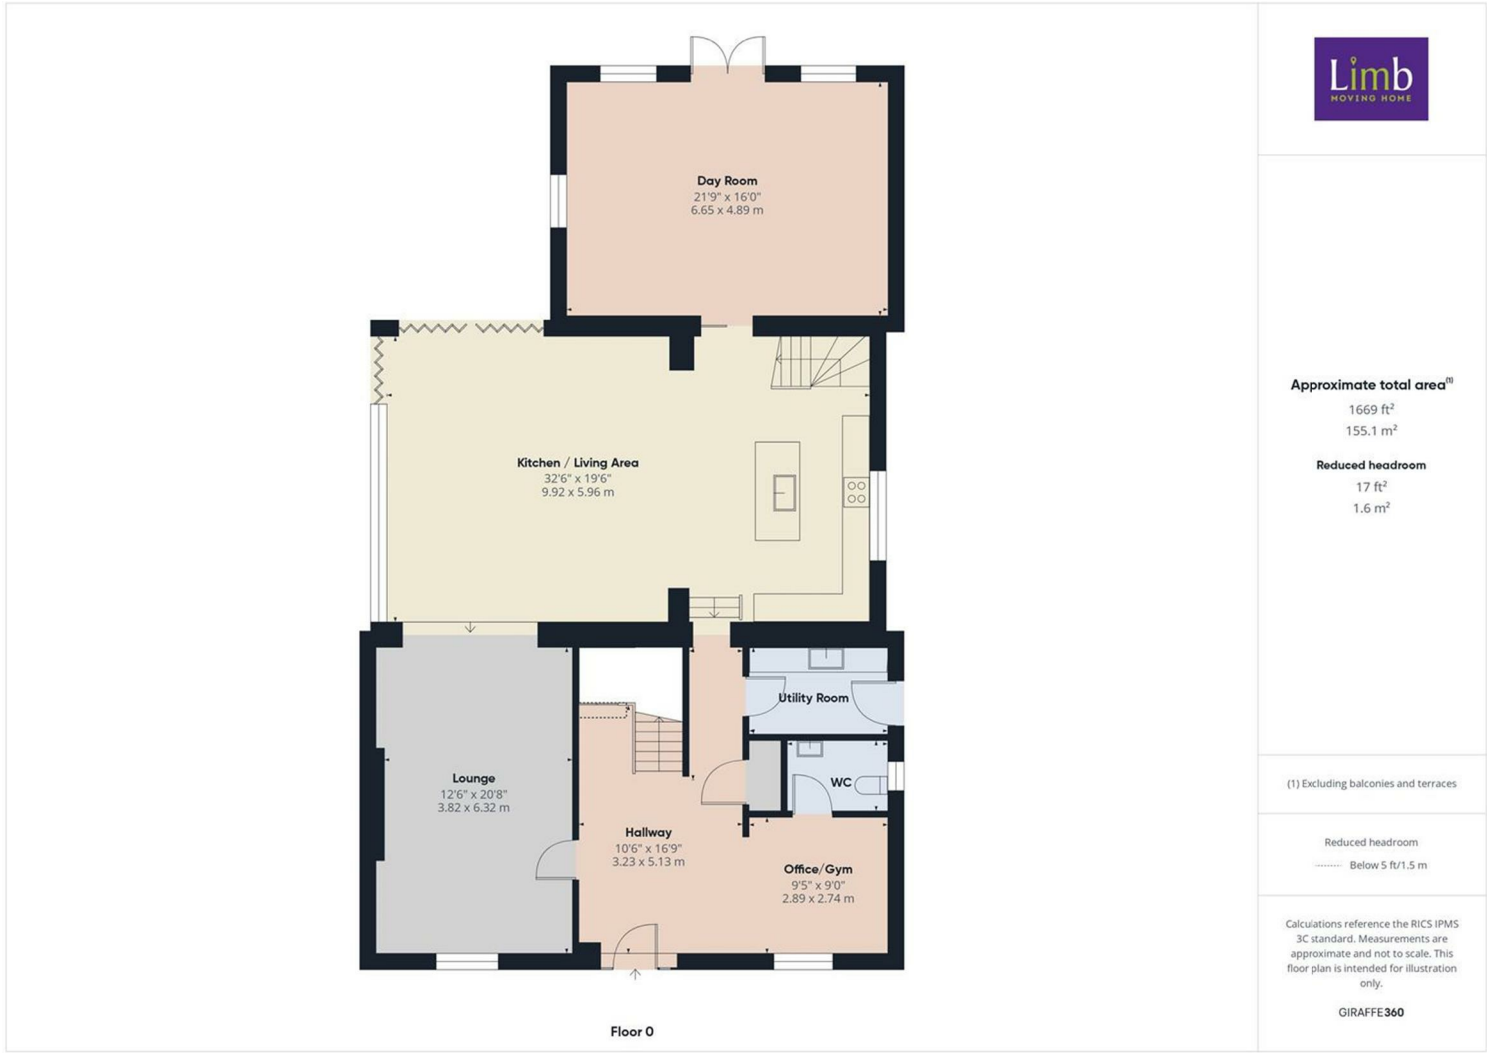 Day Room
21'9" x 16'0"
6.65 x 4.89 m
Kitchen / Living Area
32'6" x 19'6"
9.92 x 5.96 m
Utility Room
WC
Lounge
12'6" x 20'8"
3.82 x 6.32 m
Hallway
10'6" x 16'9"
3.23 x 5.13 m
Office/Gym
9'5" x 9'0"
2.89 x 2.74 m
Floor 0
Limb
MOVING HOME
Approximate total area⁽¹⁾
1669 ft²
155.1 m²
Reduced headroom
17 ft²
1.6 m²
(1) Excluding balconies and terraces
Reduced headroom
Below 5 ft/1.5 m
Calculations reference the RICS IPMS
3C standard. Measurements are
approximate and not to scale. This
floor plan is intended for illustration
only.
GIRAFFE360